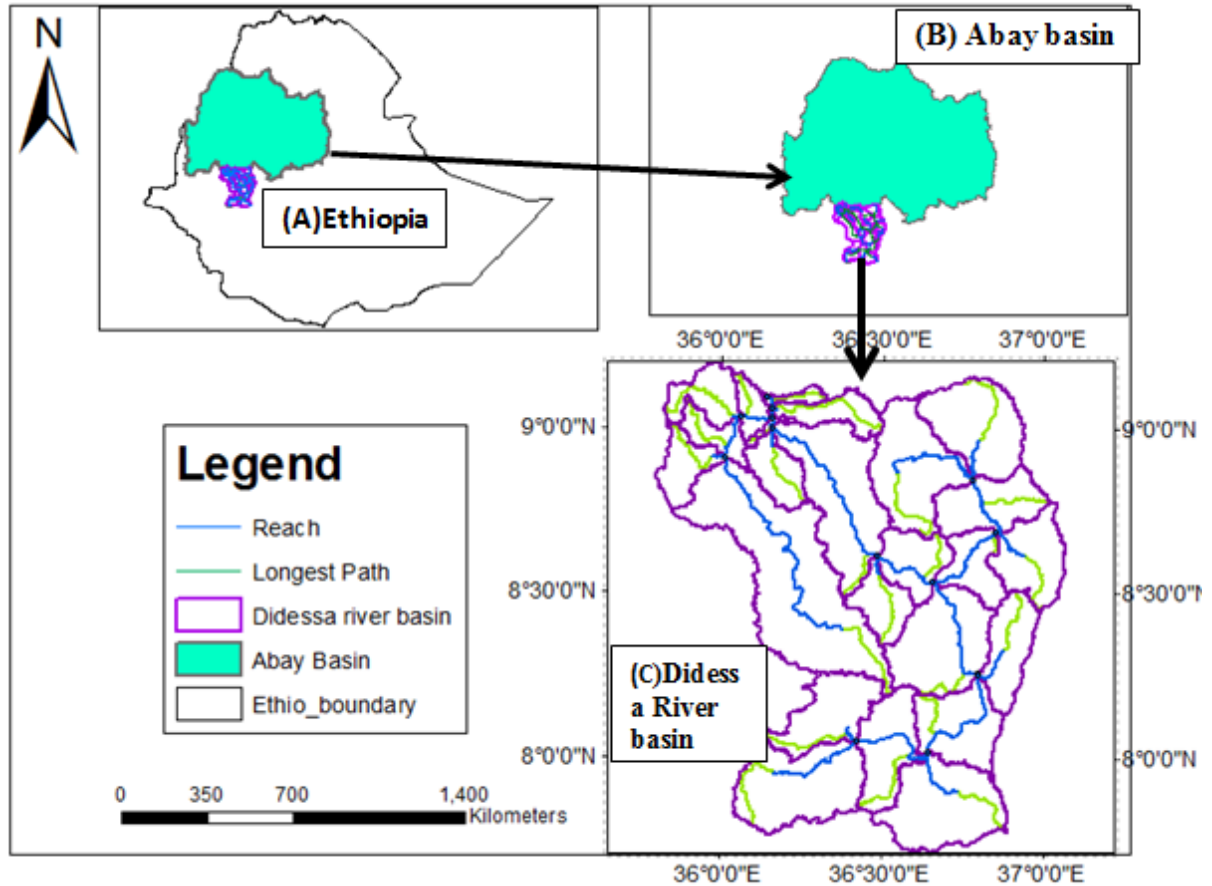 N
(A)Ethiopia
(B) Abay basin
36°0'0"E
36°30'0"E
37°0'0"E
9°0'0"N
9°0'0"N
8°30'0"N
8°30'0"N
8°0'0"N
8°0'0"N
(C)Didess
a River
basin
36°0'0"E
36°30'0"E
37°0'0"E
Legend
Reach
Longest Path
Didessa river basin
Abay Basin
Ethio_boundary
0 350 700 1,400
Kilometers